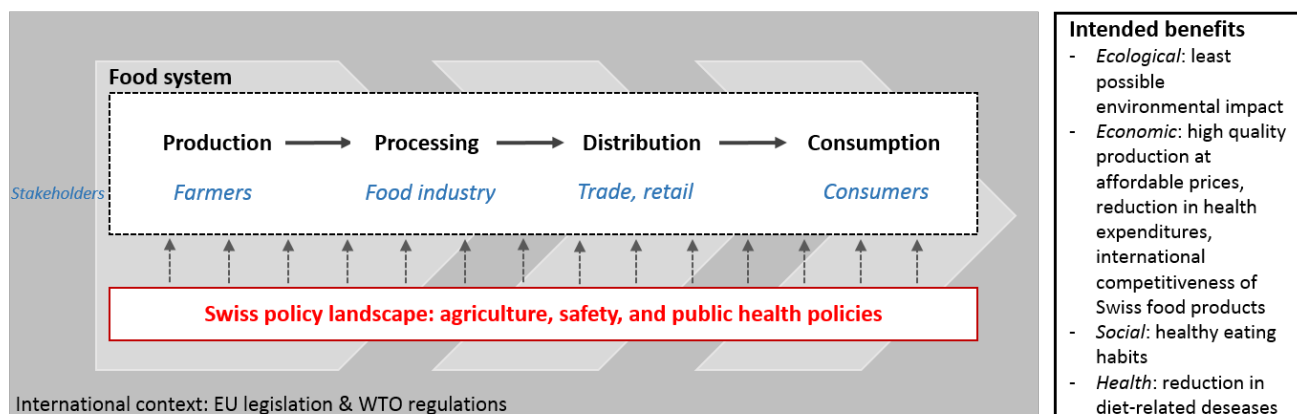 Food system
Production Processing Distribution Consumption
Stakeholders Farmers Food industry Trade, retail Consumers
Swiss policy landscape: agriculture, safety, and public health policies
International context: EU legislation & WTO regulations
Intended benefits
- Ecological: least
possible
environmental impact
- Economic: high quality
production at
affordable prices,
reduction in health
expenditures,
international
competitiveness of
Swiss food products
- Social: healthy eating
habits
- Health: reduction in
diet-related deseases